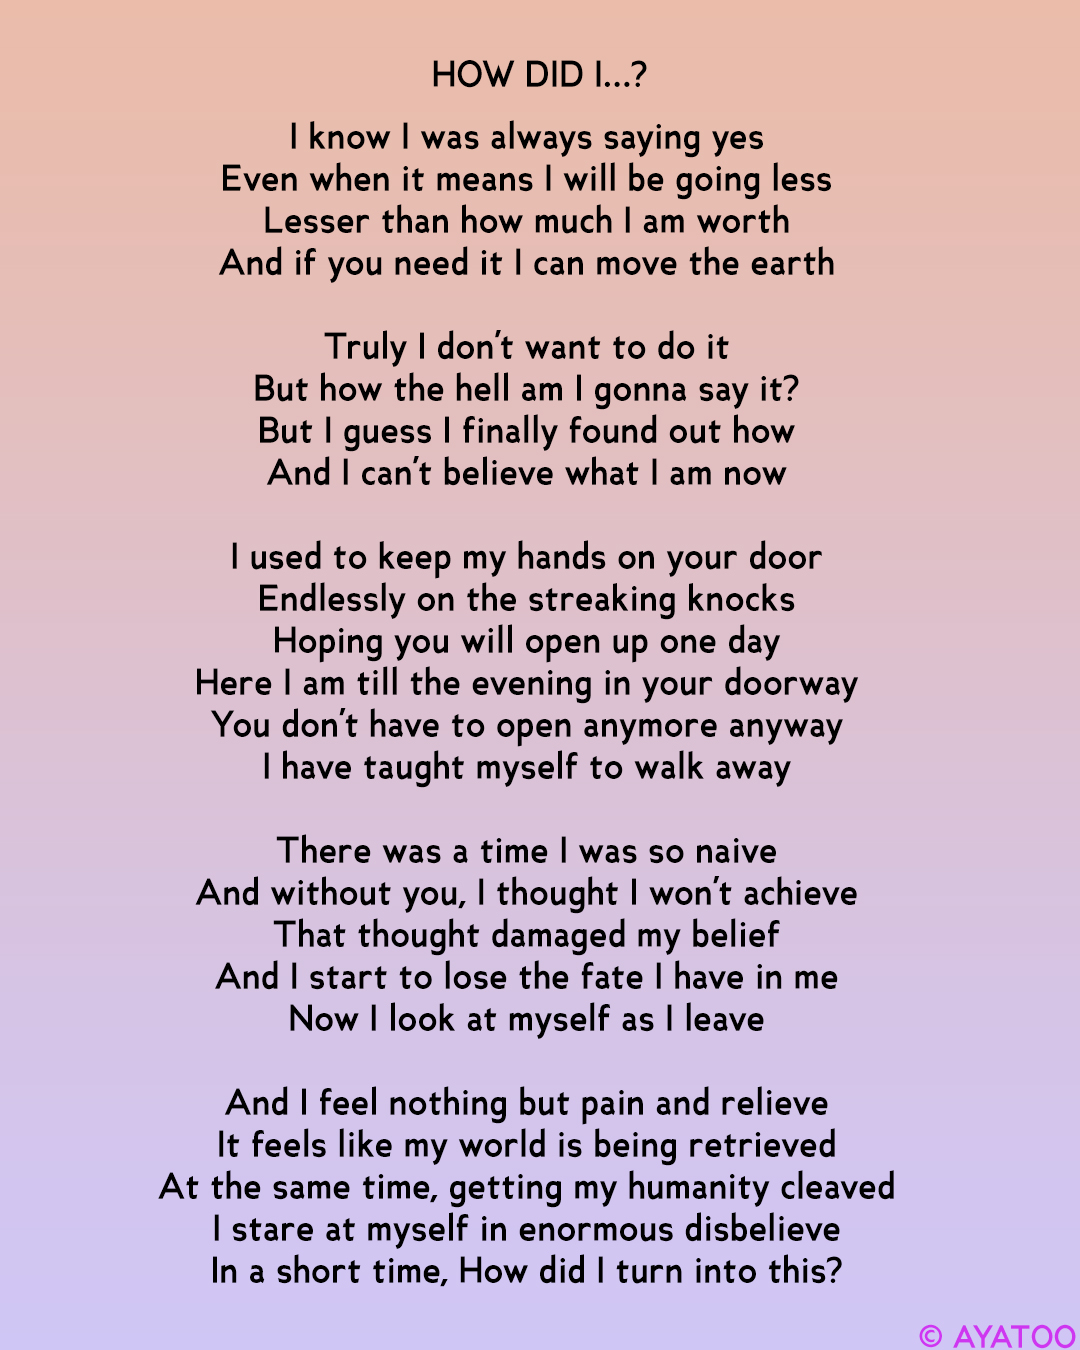 HOW DID I...?
I know I was always saying yes
Even when it means I will be going less
Lesser than how much I am worth
And if you need it I can move the earth
Truly I don't want to do it
But how the hell am I gonna say it?
But I guess I finally found out how
And I can't believe what I am now
I used to keep my hands on your door
Endlessly on the streaking knocks
Hoping you will open up one day
Here I am till the evening in your doorway
You don't have to open anymore anyway
I have taught myself to walk away
There was a time I was so naive
And without you, I thought I won't achieve
That thought damaged my belief
And I start to lose the fate I have in me
Now I look at myself as I leave
And I feel nothing but pain and relieve
It feels like my world is being retrieved
At the same time, getting my humanity cleaved
I stare at myself in enormous disbelieve
In a short time, How did I turn into this?
© AYATOO